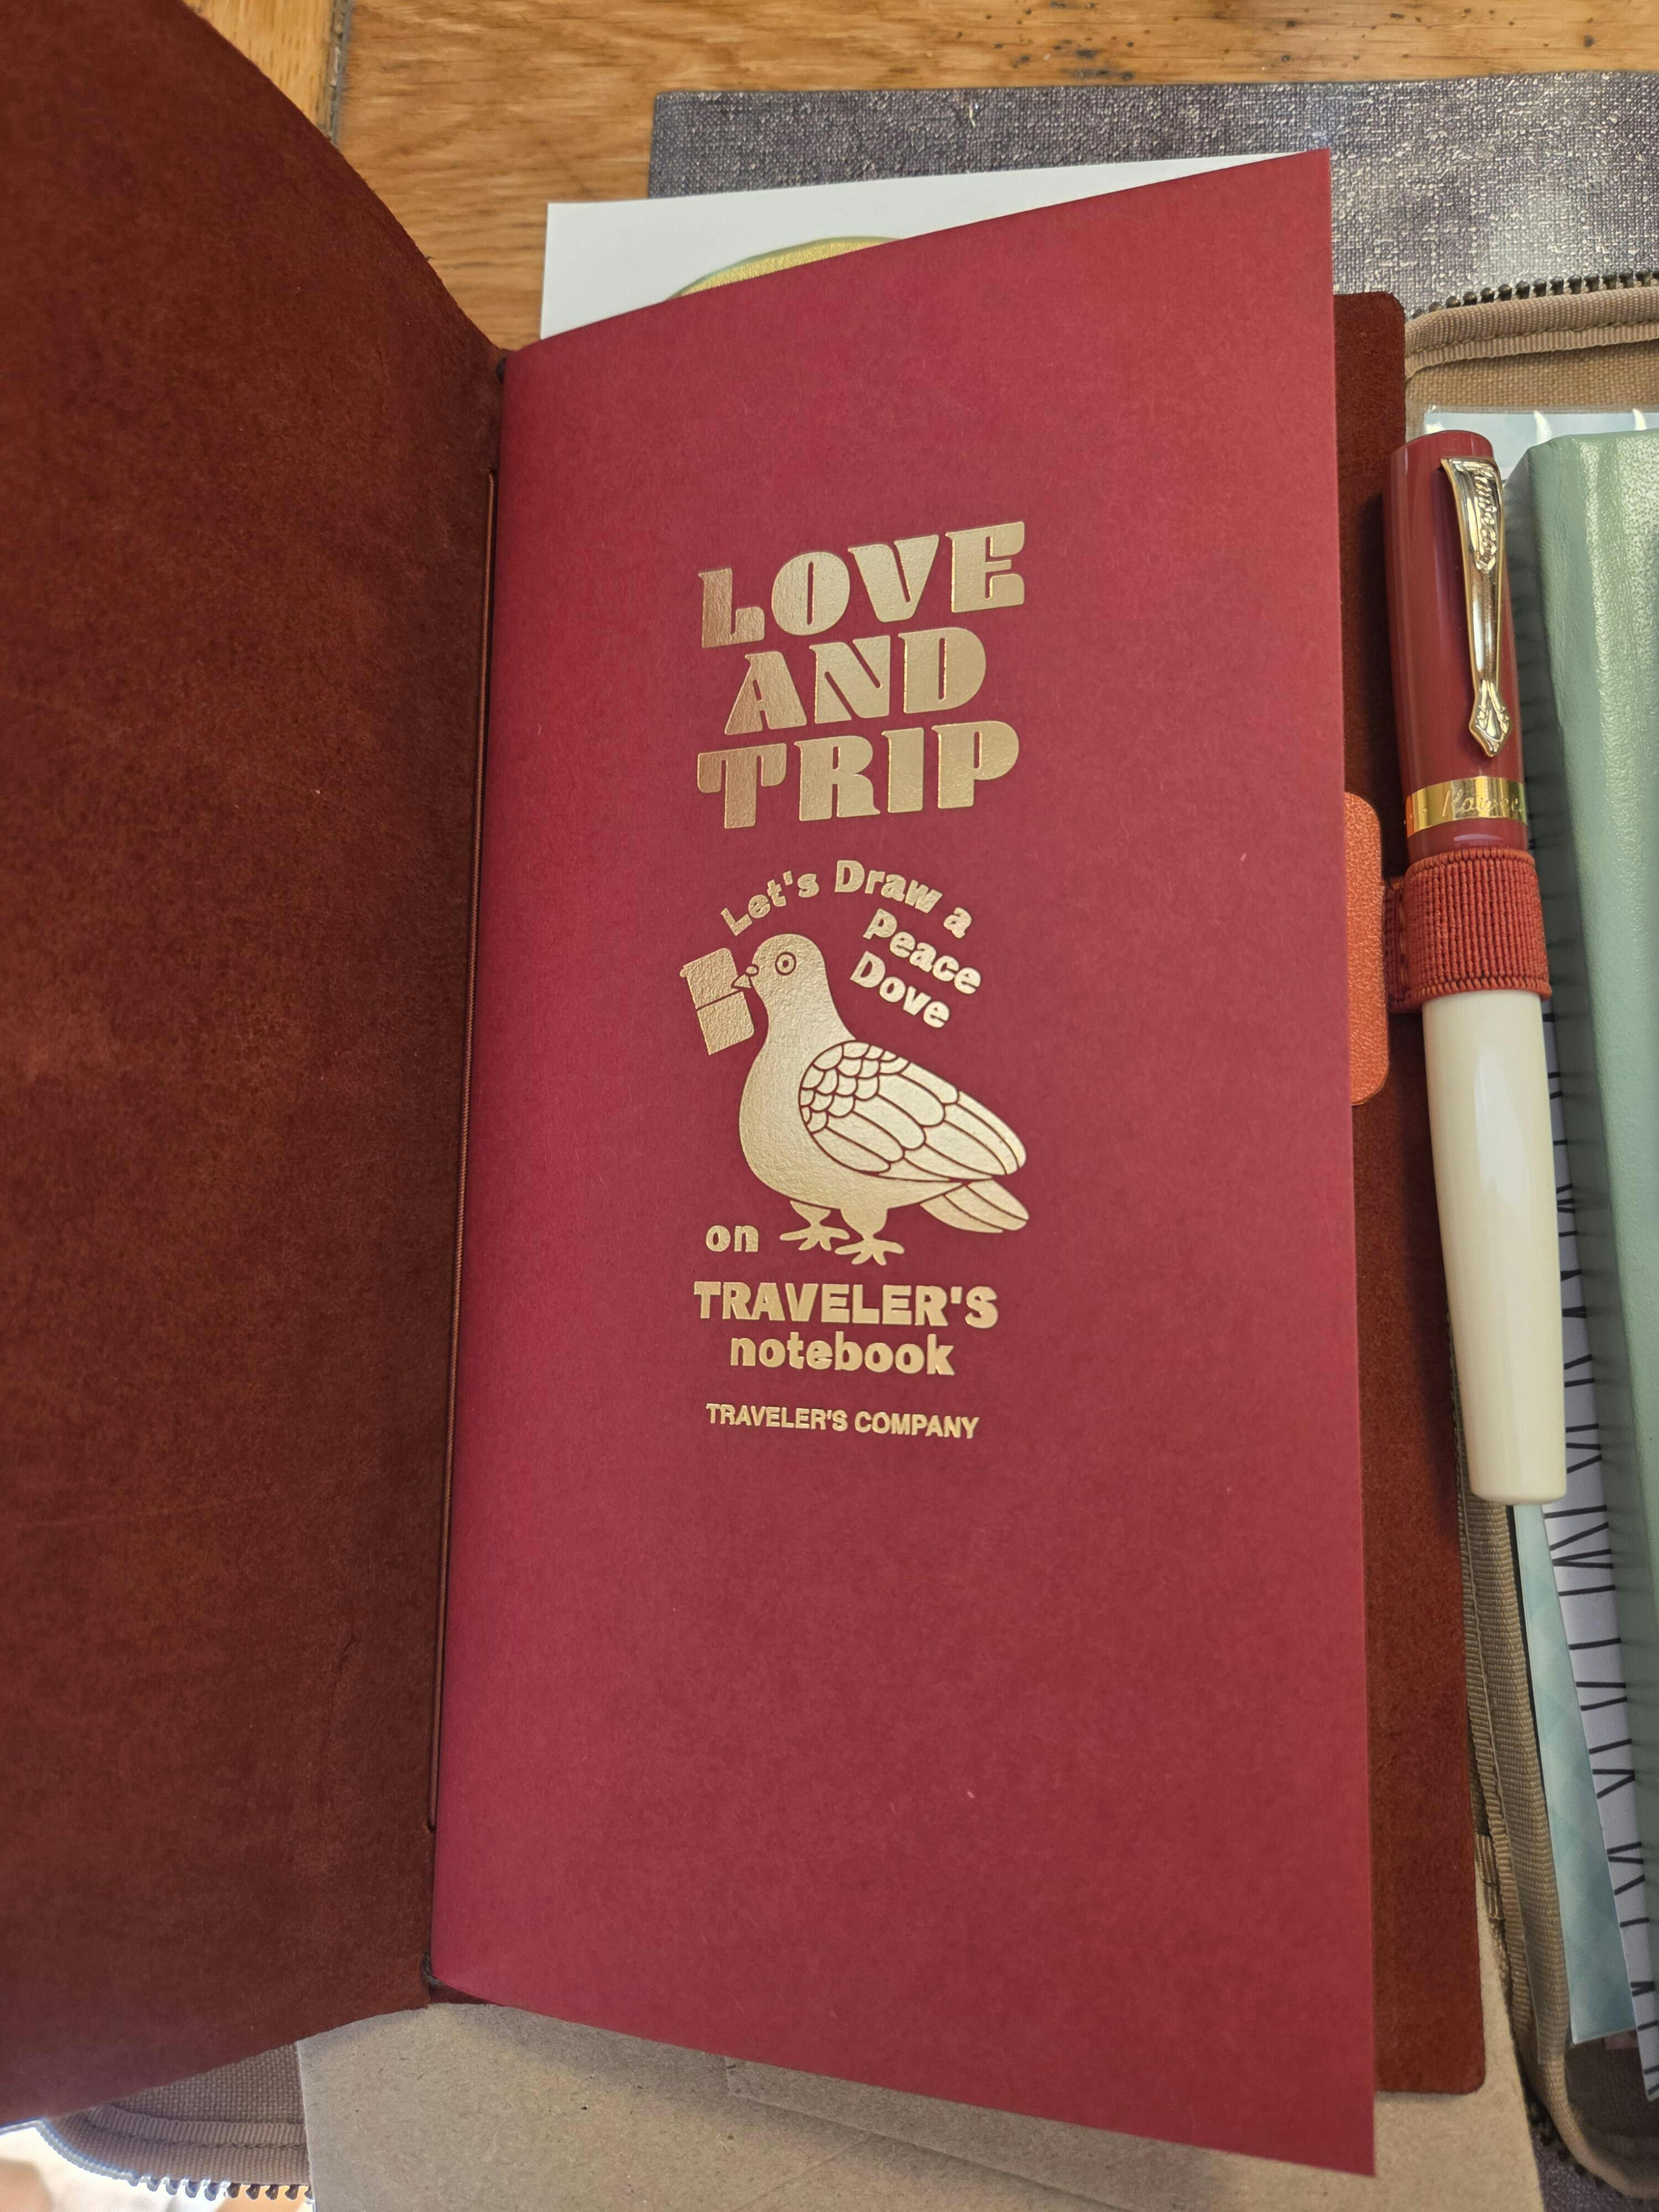 LOVE
AND
TRIP
Let's Draw a
Peace
Dove
on
TRAVELER'S
notebook
TRAVELER'S COMPANY